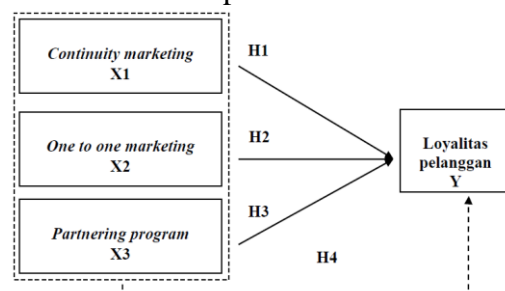 Continuity marketing
X1
H1
One to one marketing
X2
H2
Loyalitas
pelanggan
Y
Partnering program
X3
H3
H4